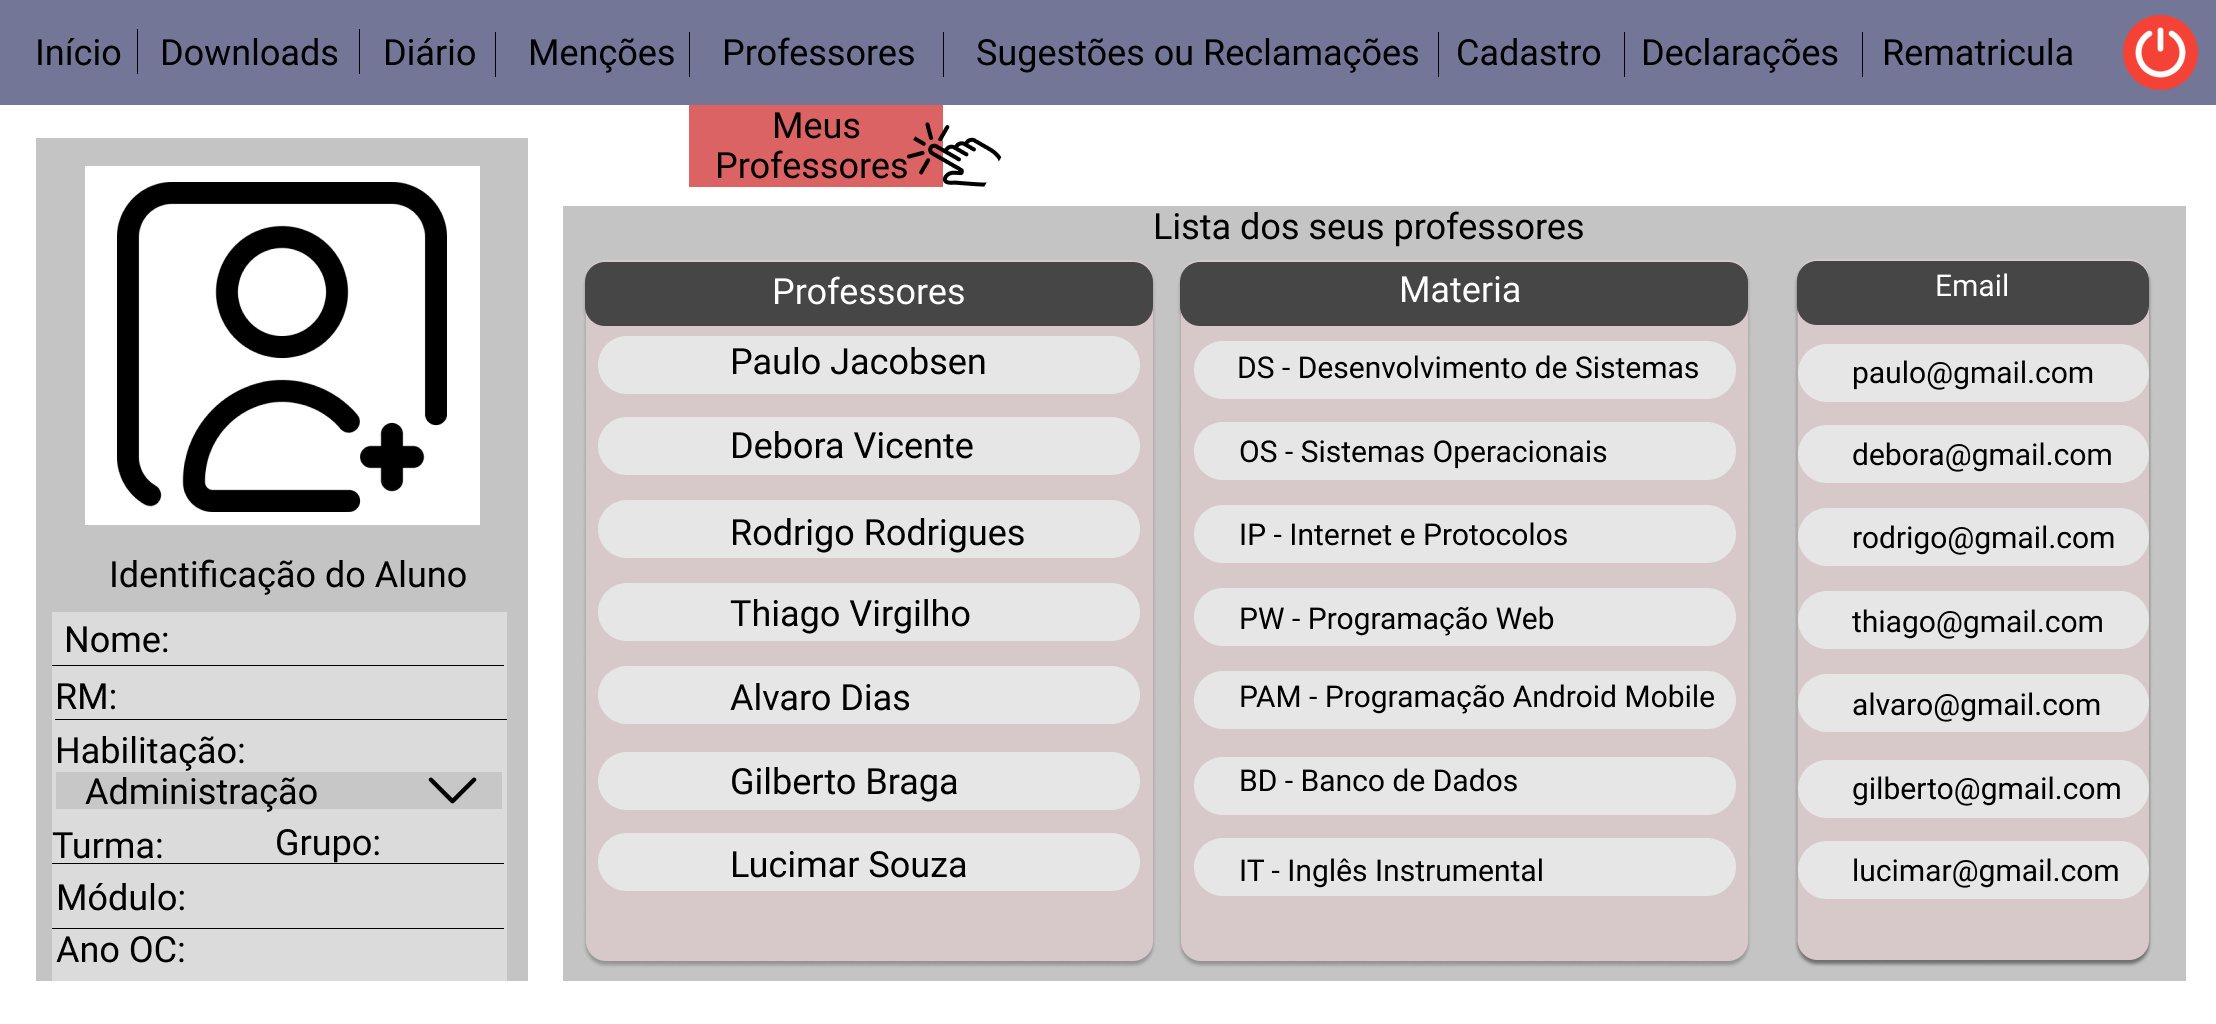 Início Downloads Diário Menções Professores Sugestões ou Reclamações Cadastro Declarações Rematricula
Meus
Professores
Identificação do Aluno
Nome:
RM:
Habilitação:
Administração
Turma: Grupo:
Módulo:
Ano OC:
Lista dos seus professores
Professores Materia Email
Paulo Jacobsen DS - Desenvolvimento de Sistemas paulo@gmail.com
Debora Vicente OS - Sistemas Operacionais debora@gmail.com
Rodrigo Rodrigues IP - Internet e Protocolos rodrigo@gmail.com
Thiago Virgilho PW - Programação Web thiago@gmail.com
Alvaro Dias PAM - Programação Android Mobile alvaro@gmail.com
Gilberto Braga BD - Banco de Dados gilberto@gmail.com
Lucimar Souza IT - Inglês Instrumental lucimar@gmail.com